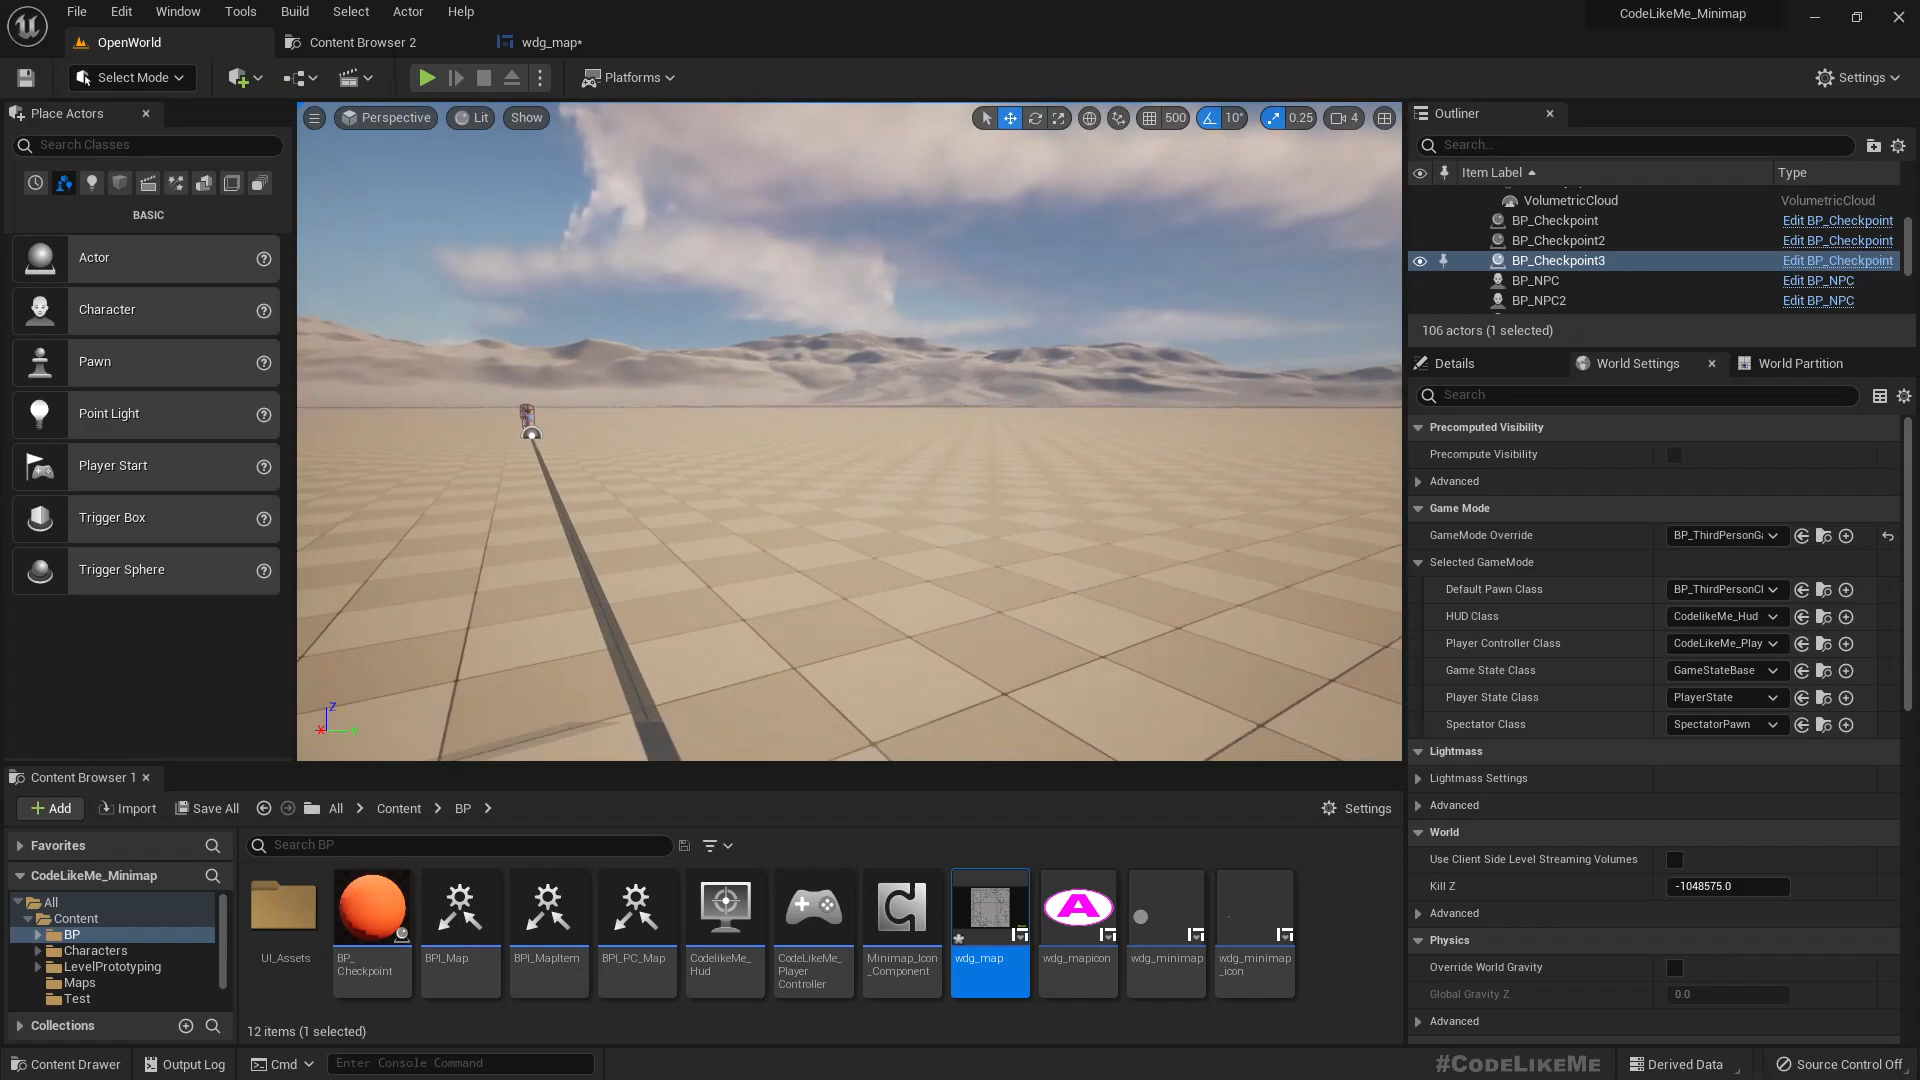 File Edit Window Tools Build Select Actor Help
CodeLikeMe_Minimap
OpenWorld
Content Browser 2
wdg_map*
Select Mode
Platforms
Settings
Place Actors
Search Classes
BASIC
Actor
Character
Pawn
Point Light
Player Start
Trigger Box
Trigger Sphere
Perspective
Lit
Show
500
10°
0.25
4
Z
X
Y
Outliner
Search...
Item Label
Type
VolumetricCloud VolumetricCloud
BP_Checkpoint Edit BP_Checkpoint
BP_Checkpoint2 Edit BP_Checkpoint
BP_Checkpoint3 Edit BP_Checkpoint
BP_NPC Edit BP_NPC
BP_NPC2 Edit BP_NPC
106 actors (1 selected)
Details
World Settings
World Partition
Search
Precomputed Visibility
Precompute Visibility
Advanced
Game Mode
GameMode Override BP_ThirdPersonGa
Selected GameMode
Default Pawn Class BP_ThirdPersonCl
HUD Class CodelikeMe_Hud
Player Controller Class CodeLikeMe_Play
Game State Class GameStateBase
Player State Class PlayerState
Spectator Class SpectatorPawn
Lightmass
Lightmass Settings
Advanced
World
Use Client Side Level Streaming Volumes
Kill Z -1048575.0
Advanced
Physics
Override World Gravity
Global Gravity Z 0.0
Advanced
Content Browser 1
Add
Import
Save All
All
Content
BP
Settings
Favorites
CodeLikeMe_Minimap
All
Content
BP
Characters
LevelPrototyping
Maps
Test
Collections
Search BP
UI_Assets
BP_
Checkpoint
BPI_Map
BPI_MapItem
BPI_PC_Map
CodelikeMe_
Hud
CodeLikeMe_
Player
Controller
Minimap_Icon
_Component
wdg_map
A
wdg_mapicon
wdg_minimap
wdg_minimap
_icon
12 items (1 selected)
Content Drawer
Output Log
Cmd
Enter Console Command
#CODELIKEME
Derived Data
Source Control Off